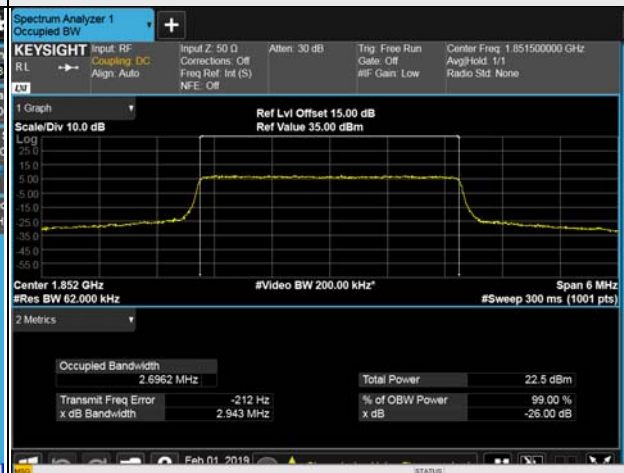 Spectrum Analyzer 1
Occupied BW
KEYSIGHT Input: RF Input Z: 50 Ω Atten: 30 dB Trig: Free Run Center Freq: 1.851500000 GHz
Coupling: DC Corrections: Off Gate: Off Avg|Hold: 1/1
RL Align: Auto Freq Ref: Int (S) #IF Gain: Low Radio Std: None
LXI NFE: Off
1 Graph
Ref Lvl Offset 15.00 dB
Scale/Div 10.0 dB Ref Value 35.00 dBm
Log
25.0
15.0
5.00
-5.00
-15.0
-25.0
-35.0
-45.0
-55.0
Center 1.852 GHz #Video BW 200.00 kHz* Span 6 MHz
#Res BW 62.000 kHz #Sweep 300 ms (1001 pts)
2 Metrics
Occupied Bandwidth
2.6962 MHz Total Power 22.5 dBm
Transmit Freq Error -212 Hz % of OBW Power 99.00 %
x dB Bandwidth 2.943 MHz x dB -26.00 dB
Feb 01, 2019
MSG STATUS